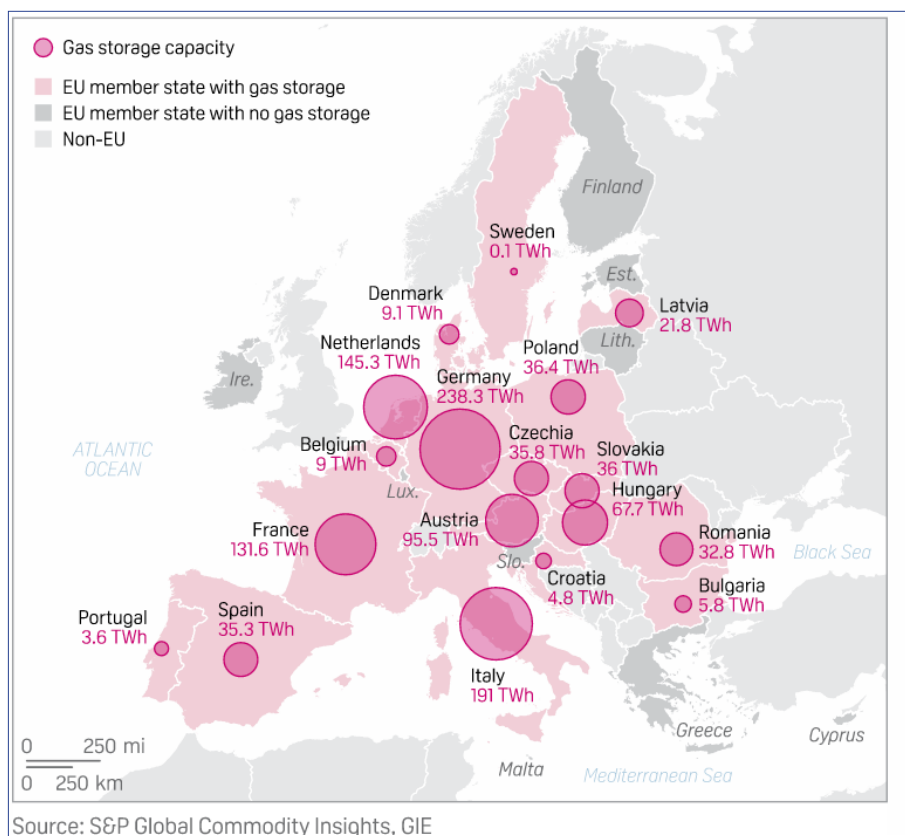 Gas storage capacity
EU member state with gas storage
EU member state with no gas storage
Non-EU
Finland
Sweden
0.1 TWh
Est.
Denmark
9.1 TWh
Latvia
21.8 TWh
Netherlands
145.3 TWh
Poland
36.4 TWh
Lith.
Ire.
Germany
238.3 TWh
ATLANTIC
OCEAN
Belgium
9 TWh
Czechia
35.8 TWh
Slovakia
36 TWh
Lux.
Hungary
67.7 TWh
France
131.6 TWh
Austria
95.5 TWh
Romania
32.8 TWh
Black Sea
Slo.
Croatia
4.8 TWh
Bulgaria
5.8 TWh
Portugal
3.6 TWh
Spain
35.3 TWh
Italy
191 TWh
Greece
Cyprus
0 250 mi
0 250 km
Malta
Mediterranean Sea
Source: S&P Global Commodity Insights, GIE